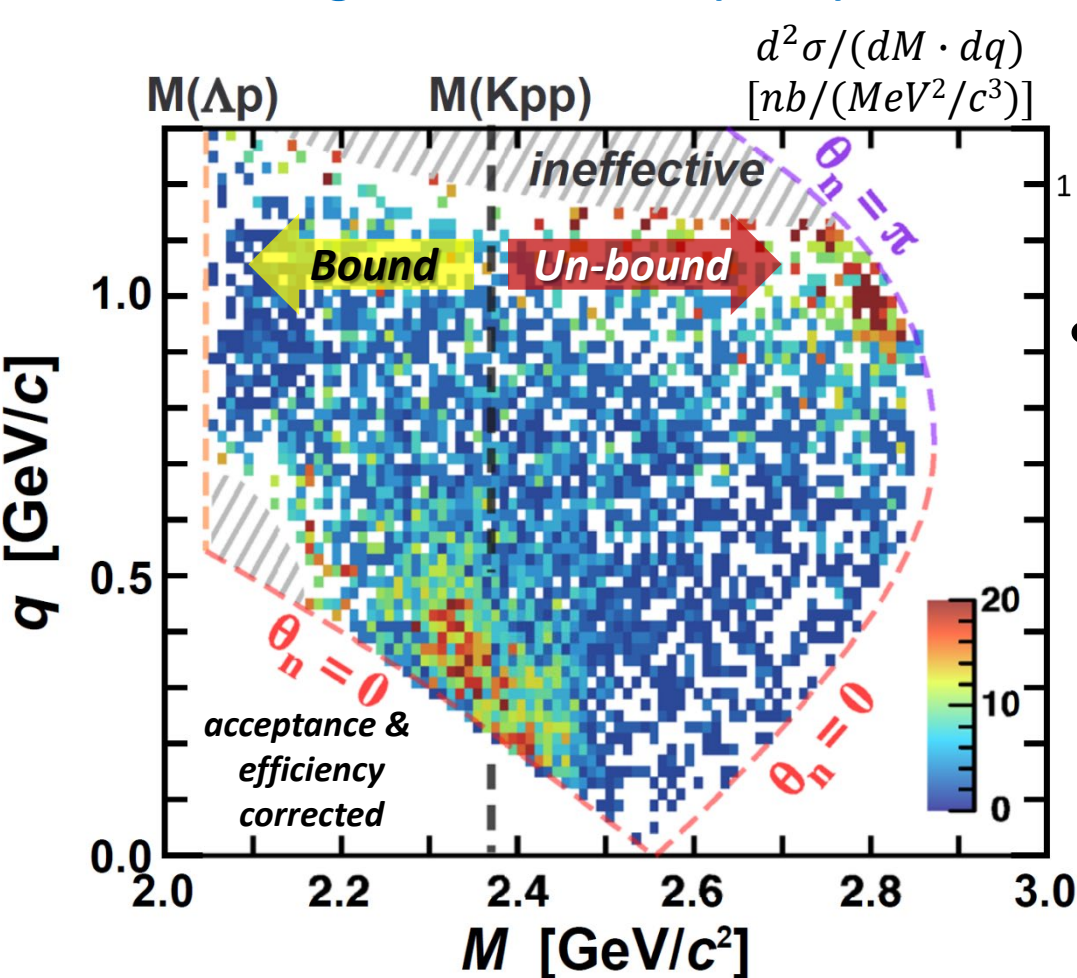 d²σ/(dM · dq)
[nb/(MeV²/c³)]
M(Λp) M(Kpp)
ineffective
θn = π
1
Bound Un-bound
1.0
q [GeV/c]
0.5
θn = 0
acceptance &
efficiency
corrected
θn = 0
20
10
0
0.0
2.0 2.2 2.4 2.6 2.8 3.0
M [GeV/c²]